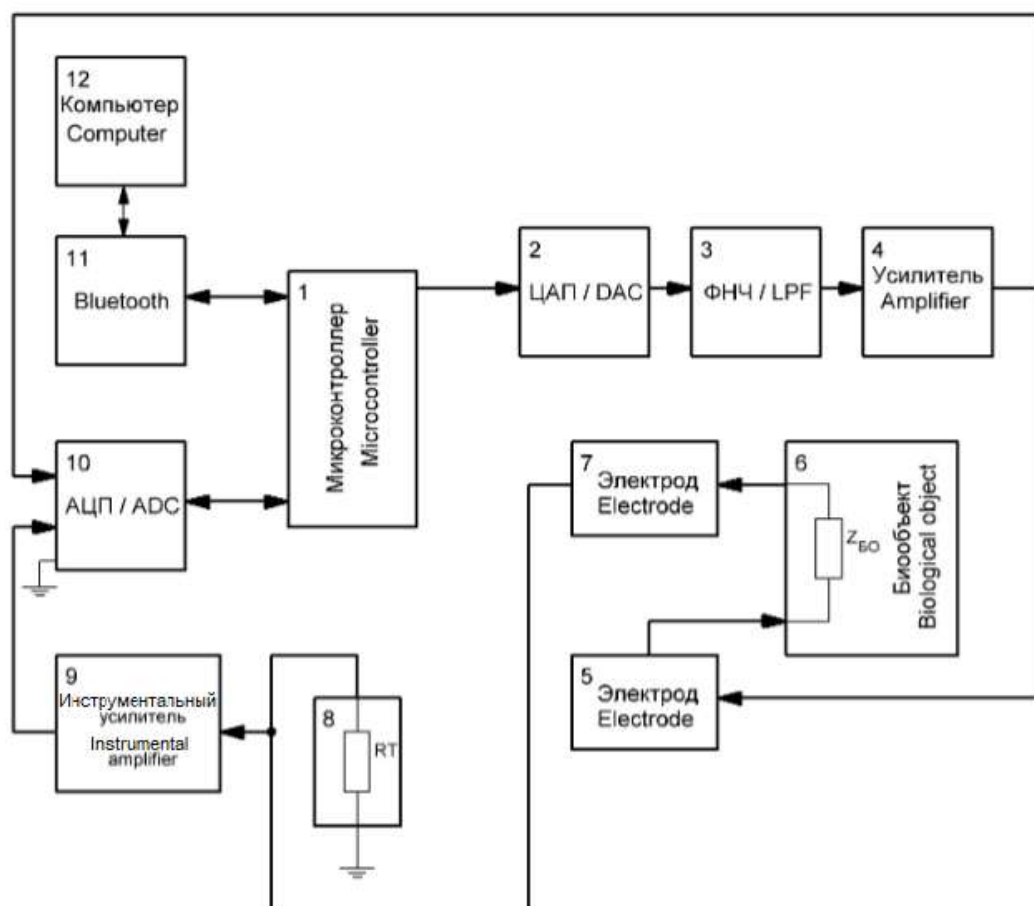 12
Компьютер
Computer
11
Bluetooth
1
Микроконтроллер
Microcontroller
2
ЦАП / DAC
3
ФНЧ / LPF
4
Усилитель
Amplifier
10
АЦП / ADC
7
Электрод
Electrode
6
Z БО
Биообъект
Biological object
5
Электрод
Electrode
9
Инструментальный
усилитель
Instrumental
amplifier
8
RT